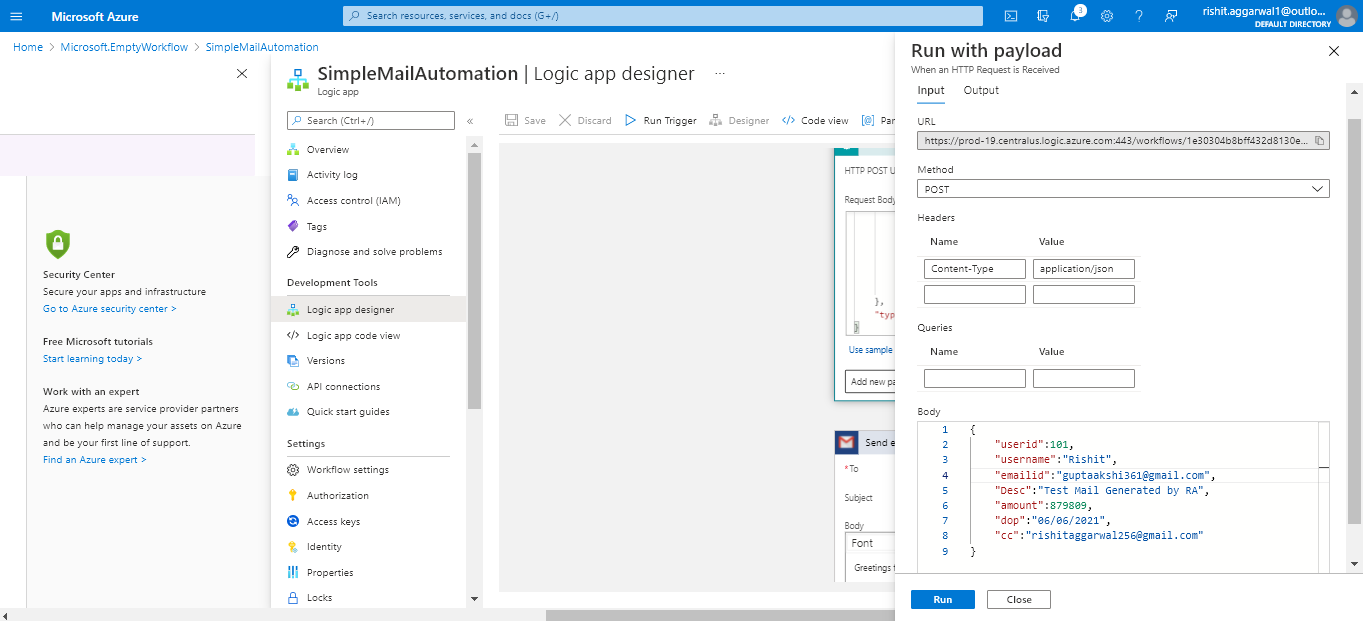 Microsoft Azure
Search resources, services, and docs (G+/)
3
rishit.aggarwal1@outlo...
DEFAULT DIRECTORY
Home > Microsoft.EmptyWorkflow > SimpleMailAutomation
Security Center
Secure your apps and infrastructure
Go to Azure security center >
Free Microsoft tutorials
Start learning today >
Work with an expert
Azure experts are service provider partners
who can help manage your assets on Azure
and be your first line of support.
Find an Azure expert >
SimpleMailAutomation | Logic app designer ...
Logic app
Search (Ctrl+/)
«
Overview
Activity log
Access control (IAM)
Tags
Diagnose and solve problems
Development Tools
Logic app designer
Logic app code view
Versions
API connections
Quick start guides
Settings
Workflow settings
Authorization
Access keys
Identity
Properties
Locks
Save
Discard
Run Trigger
Designer
Code view
Par
HTTP POST U
Request Body
},
"typ
}
Use sample
Add new pa
Send e
*To
Subject
Body
Font
Greetings
Run with payload
When an HTTP Request is Received
Input
Output
URL
https://prod-19.centralus.logic.azure.com:443/workflows/1e30304b8bff432d8130e...
Method
POST
Headers
Name Value
Content-Type application/json
Queries
Name Value
Body
1 {
2 "userid":101,
3 "username":"Rishit",
4 "emailid":"guptaakshi361@gmail.com",
5 "Desc":"Test Mail Generated by RA",
6 "amount":879809,
7 "dop":"06/06/2021",
8 "cc":"rishitaggarwal256@gmail.com"
9 }
Run
Close